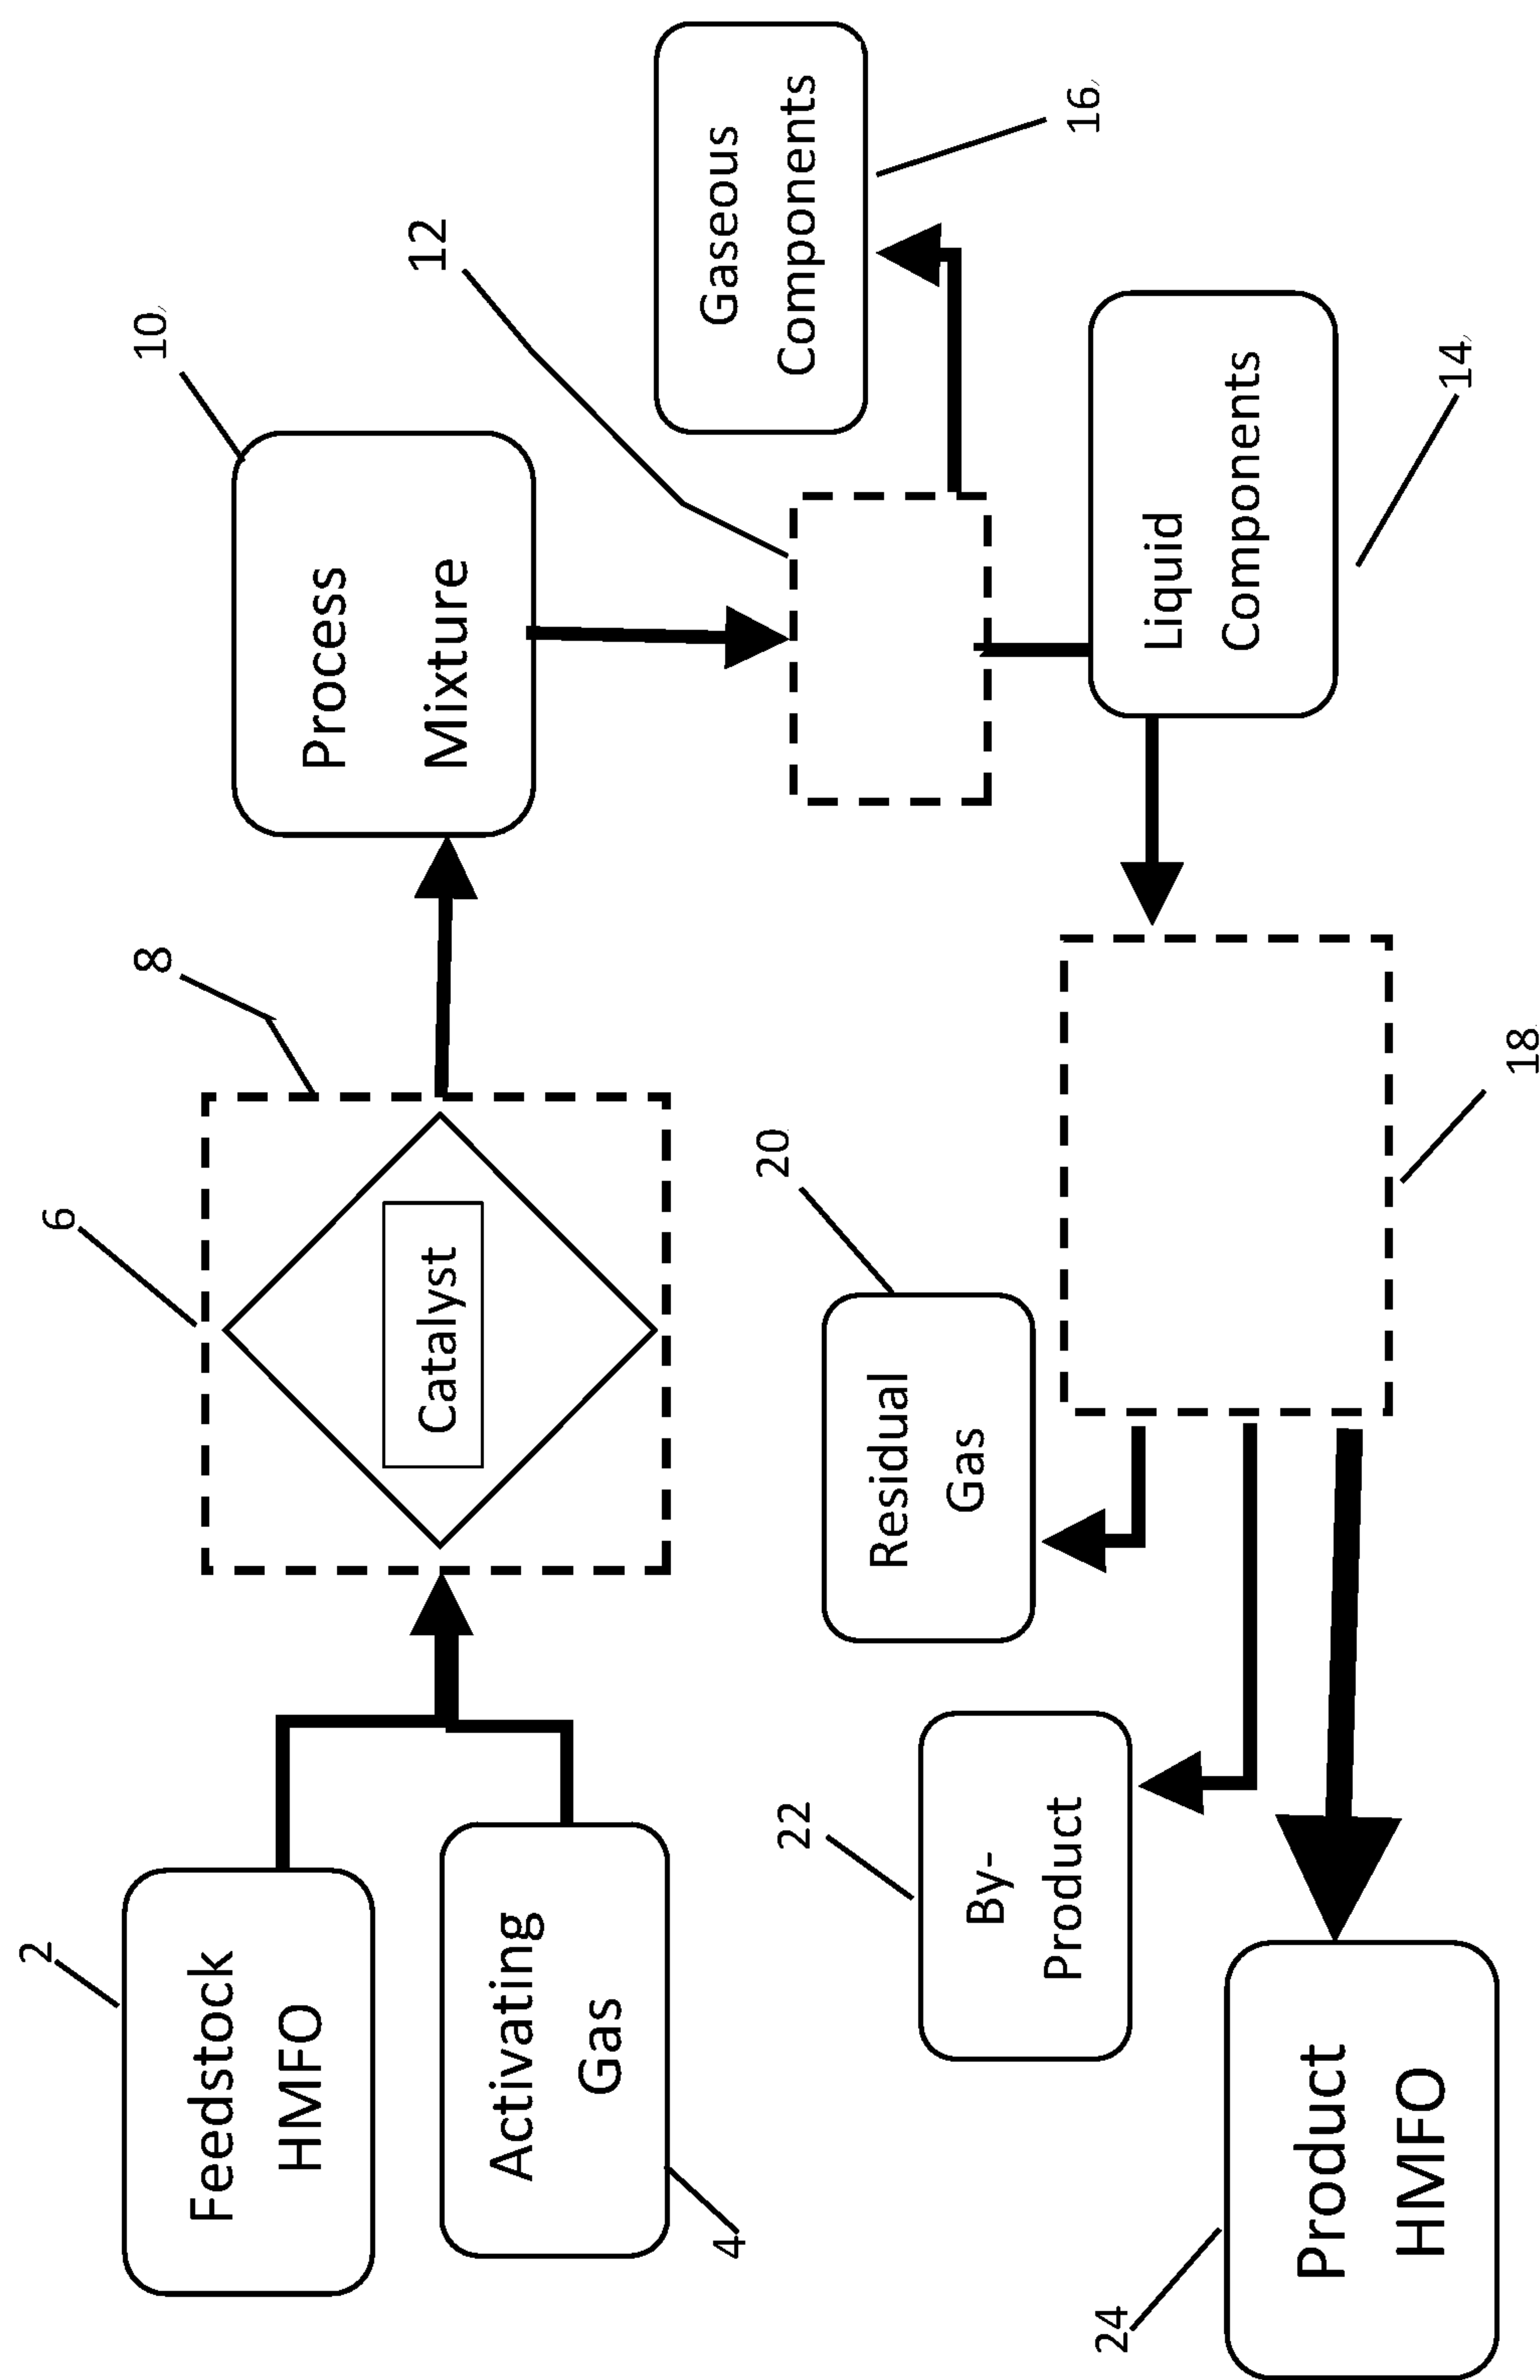 2
Feedstock
HMFO
4
Activating
Gas
6
Catalyst
8
10
Process
Mixture
12
Gaseous
Components
16
Liquid
Components
14
18
20
Residual
Gas
22
By-
Product
24
Product
HMFO